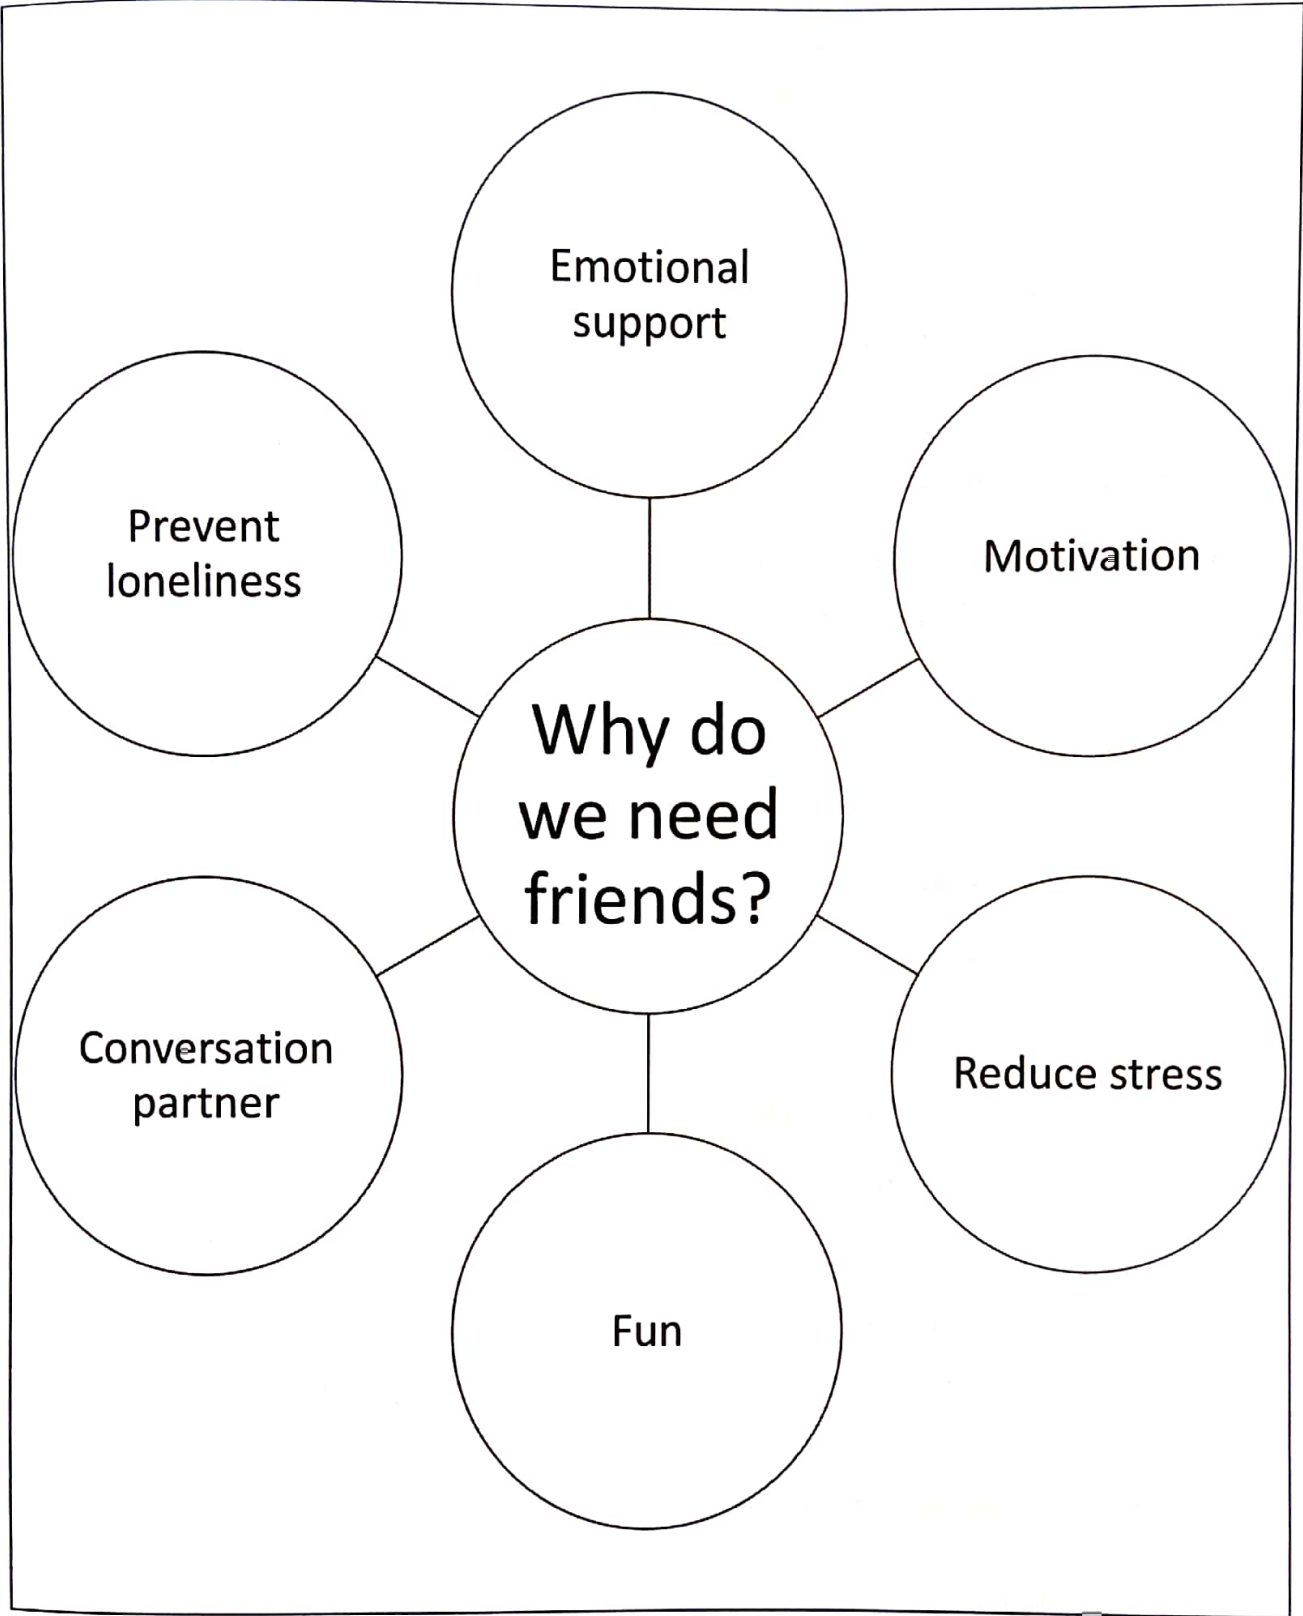 Emotional
support
Motivation
Reduce stress
Fun
Conversation
partner
Prevent
loneliness
Why do
we need
friends?